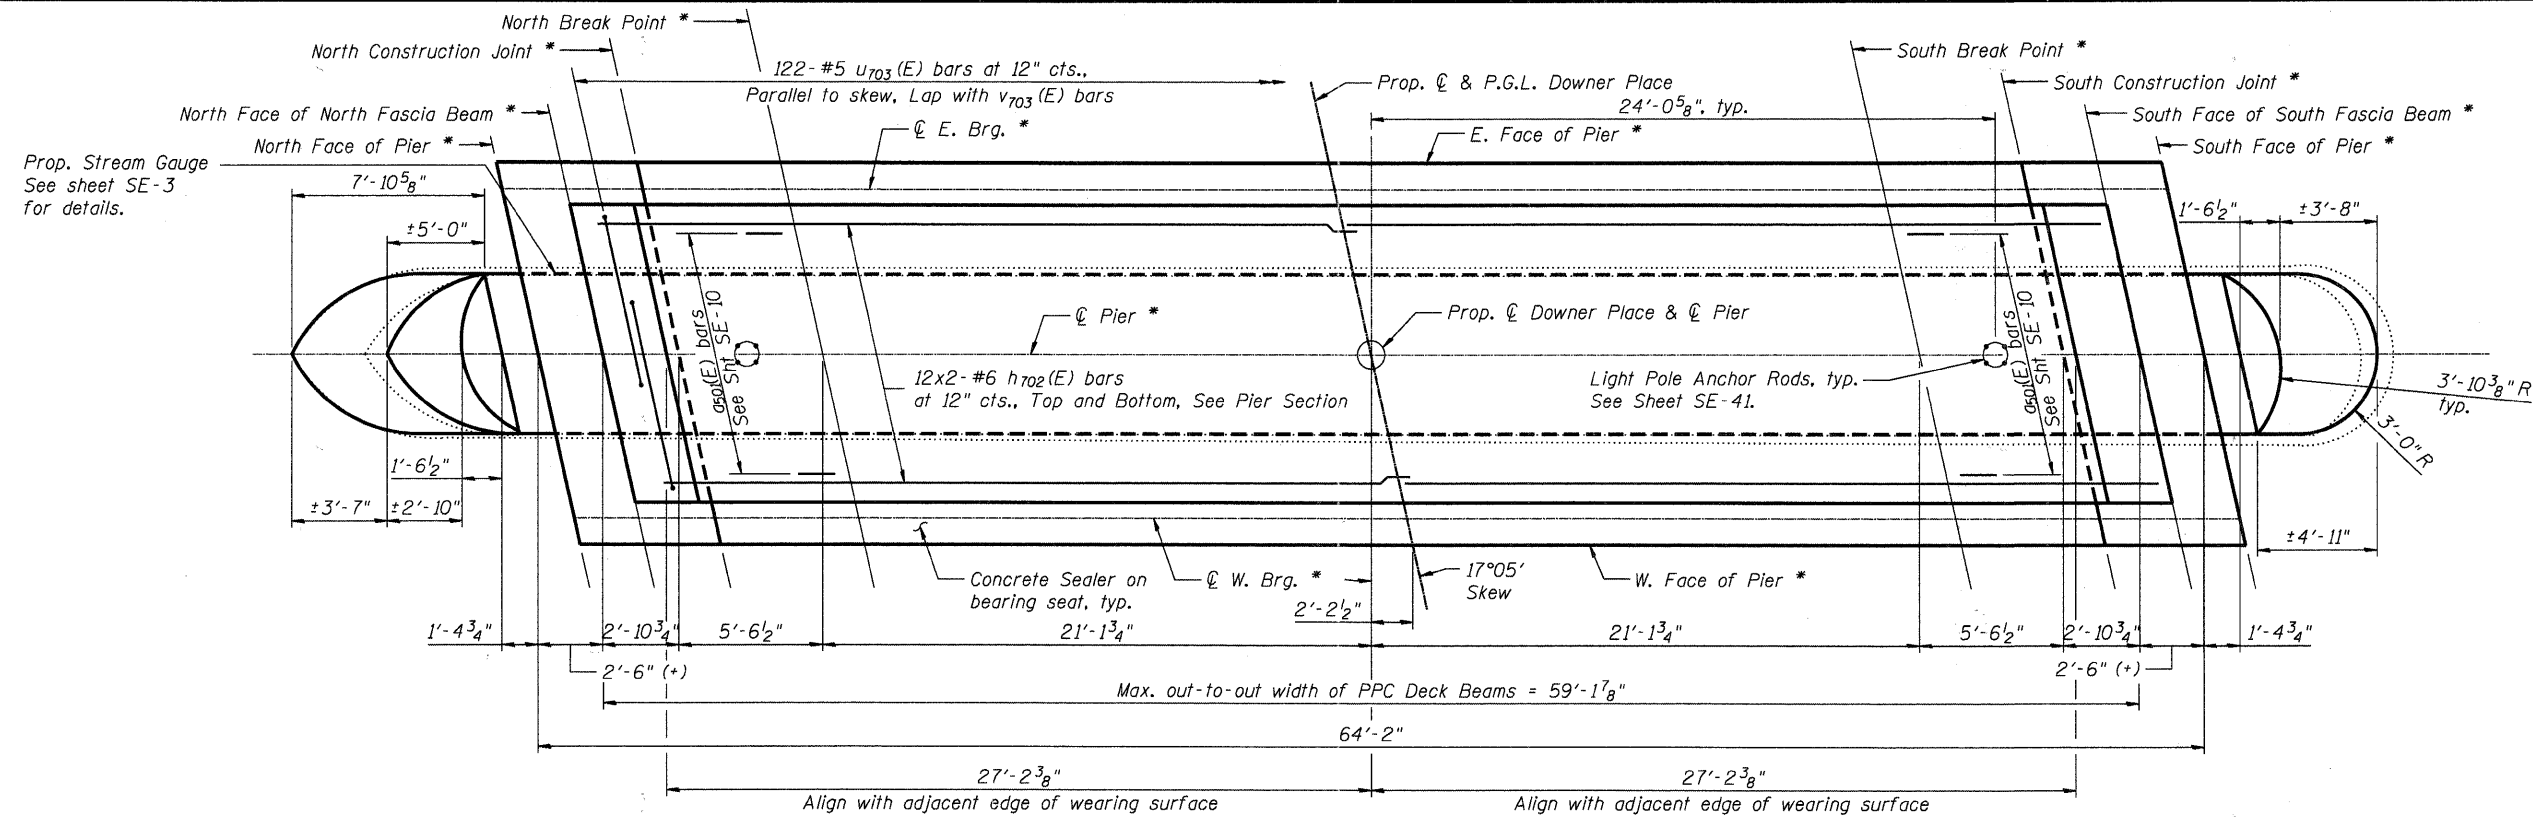 North Break Point *
North Construction Joint *
122-#5 u703(E) bars at 12" cts.,
Parallel to skew, Lap with v703(E) bars
North Face of North Fascia Beam *
North Face of Pier *
Prop. Stream Gauge
See sheet SE-3
for details.
℄ E. Brg. *
Prop. ℄ & P.G.L. Downer Place
24'-0⅝", typ.
E. Face of Pier *
South Break Point *
South Construction Joint *
South Face of South Fascia Beam *
South Face of Pier *
7'-10⅝"
±5'-0"
1'-6½"
±3'-8"
a501(E) bars
See Sht SE-10
℄ Pier *
Prop. ℄ Downer Place & ℄ Pier
12x2-#6 h702(E) bars
at 12" cts., Top and Bottom, See Pier Section
Light Pole Anchor Rods, typ.
See Sheet SE-41.
a501(E) bars
See Sht SE-10
3'-10⅜" R
typ.
3'-0" R
1'-6½"
±3'-7"
±2'-10"
±4'-11"
Concrete Sealer on
bearing seat, typ.
℄ W. Brg. *
17°05'
Skew
W. Face of Pier *
2'-2½"
1'-4¾"
2'-10¾"
5'-6½"
21'-1¾"
21'-1¾"
5'-6½"
2'-10¾"
1'-4¾"
2'-6" (+)
2'-6" (+)
Max. out-to-out width of PPC Deck Beams = 59'-1⅞"
64'-2"
27'-2⅜"
Align with adjacent edge of wearing surface
27'-2⅜"
Align with adjacent edge of wearing surface